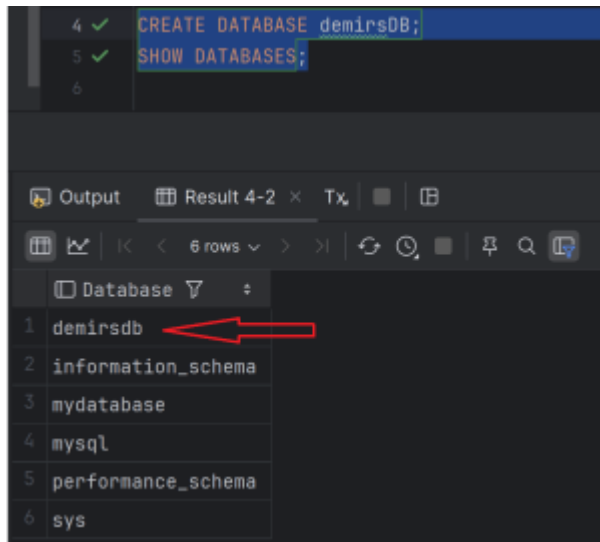 4 CREATE DATABASE demirsDB;
5 SHOW DATABASES;
6
Output Result 4-2 × Tx
6 rows
Database
1 demirsdb
2 information_schema
3 mydatabase
4 mysql
5 performance_schema
6 sys